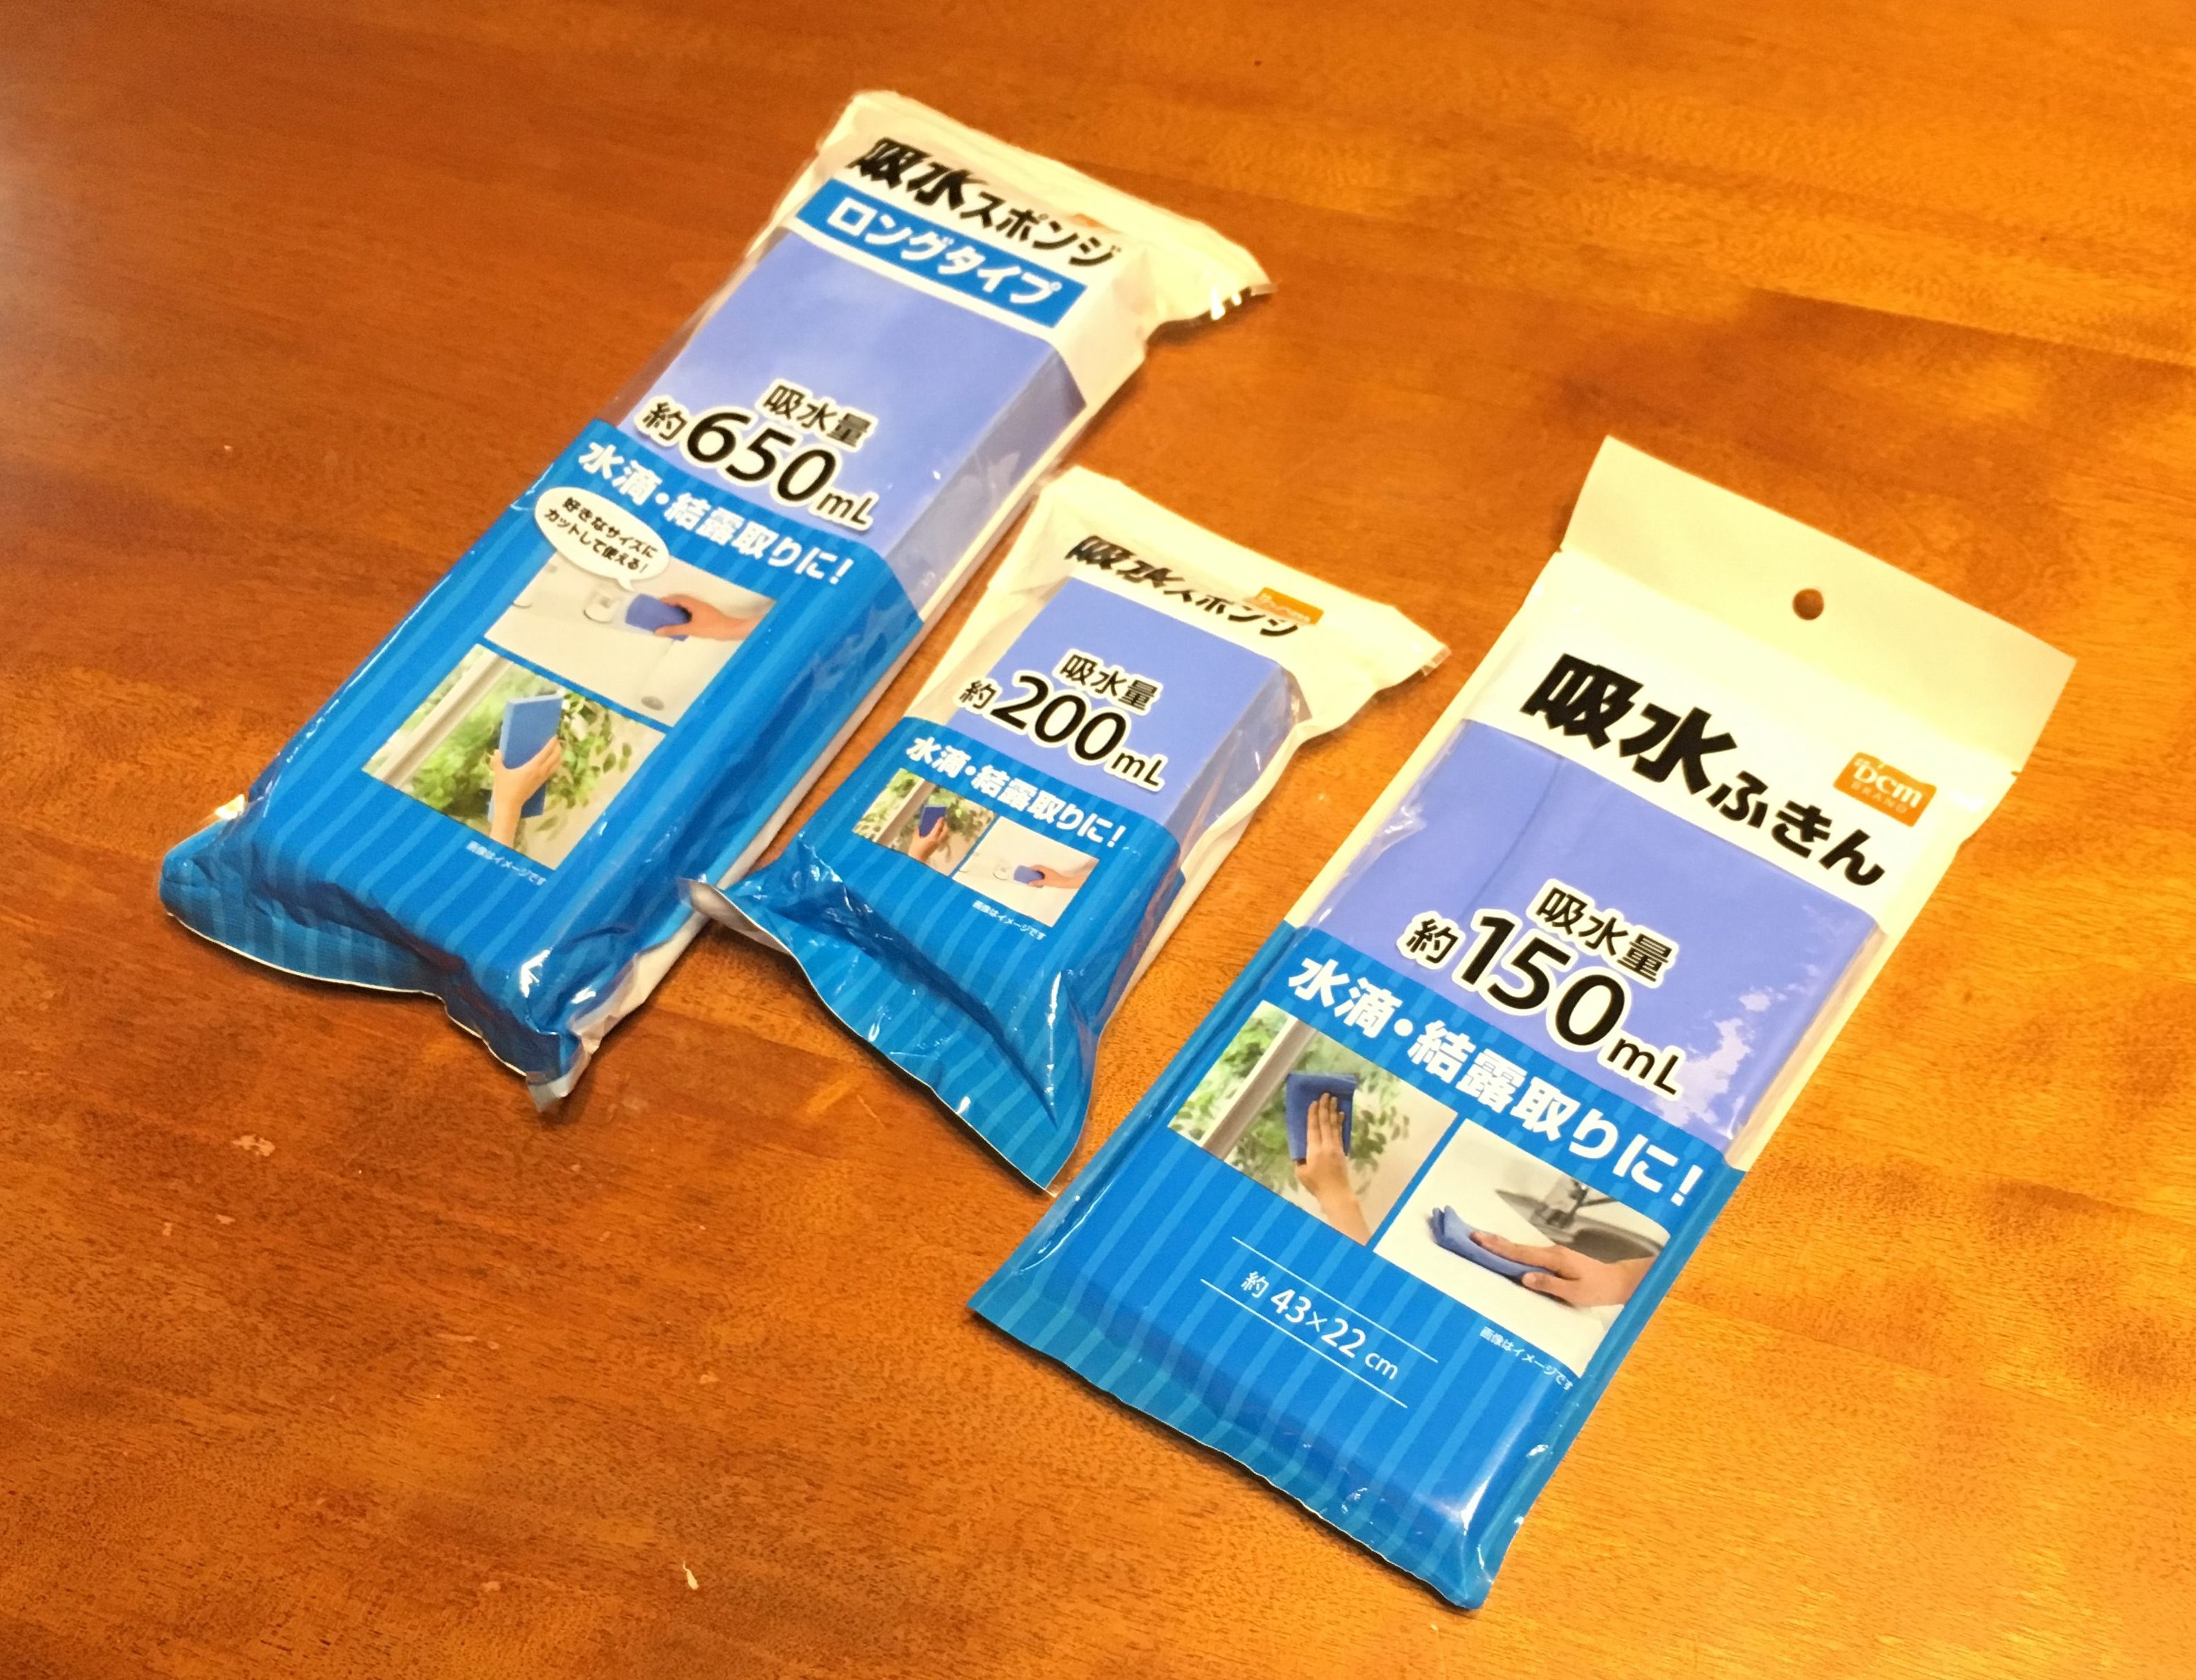 吸水スポンジ
ロングタイプ
吸水量
約650mL
水滴・結露取りに!
好きなサイズに
カットして使える!
画像はイメージです
吸水スポンジ
吸水量
約200mL
水滴・結露取りに!
画像はイメージです
吸水ふきん
DCM
BRAND
吸水量
約150mL
水滴・結露取りに!
画像はイメージです
約 43×22 cm